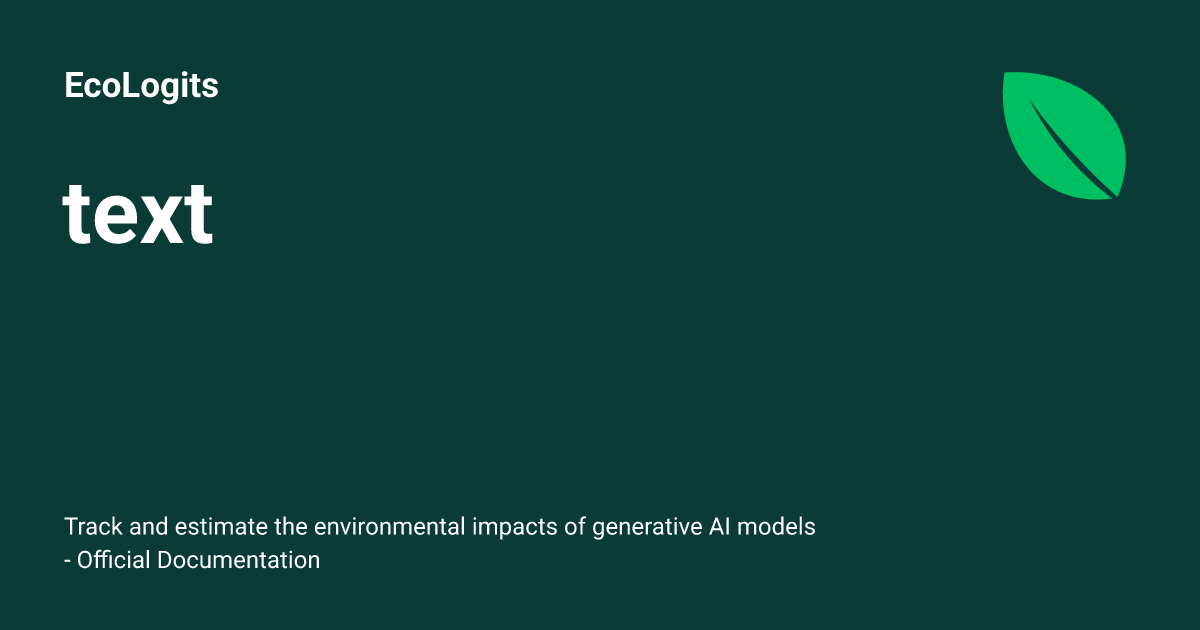 EcoLogits
text
Track and estimate the environmental impacts of generative AI models
- Official Documentation